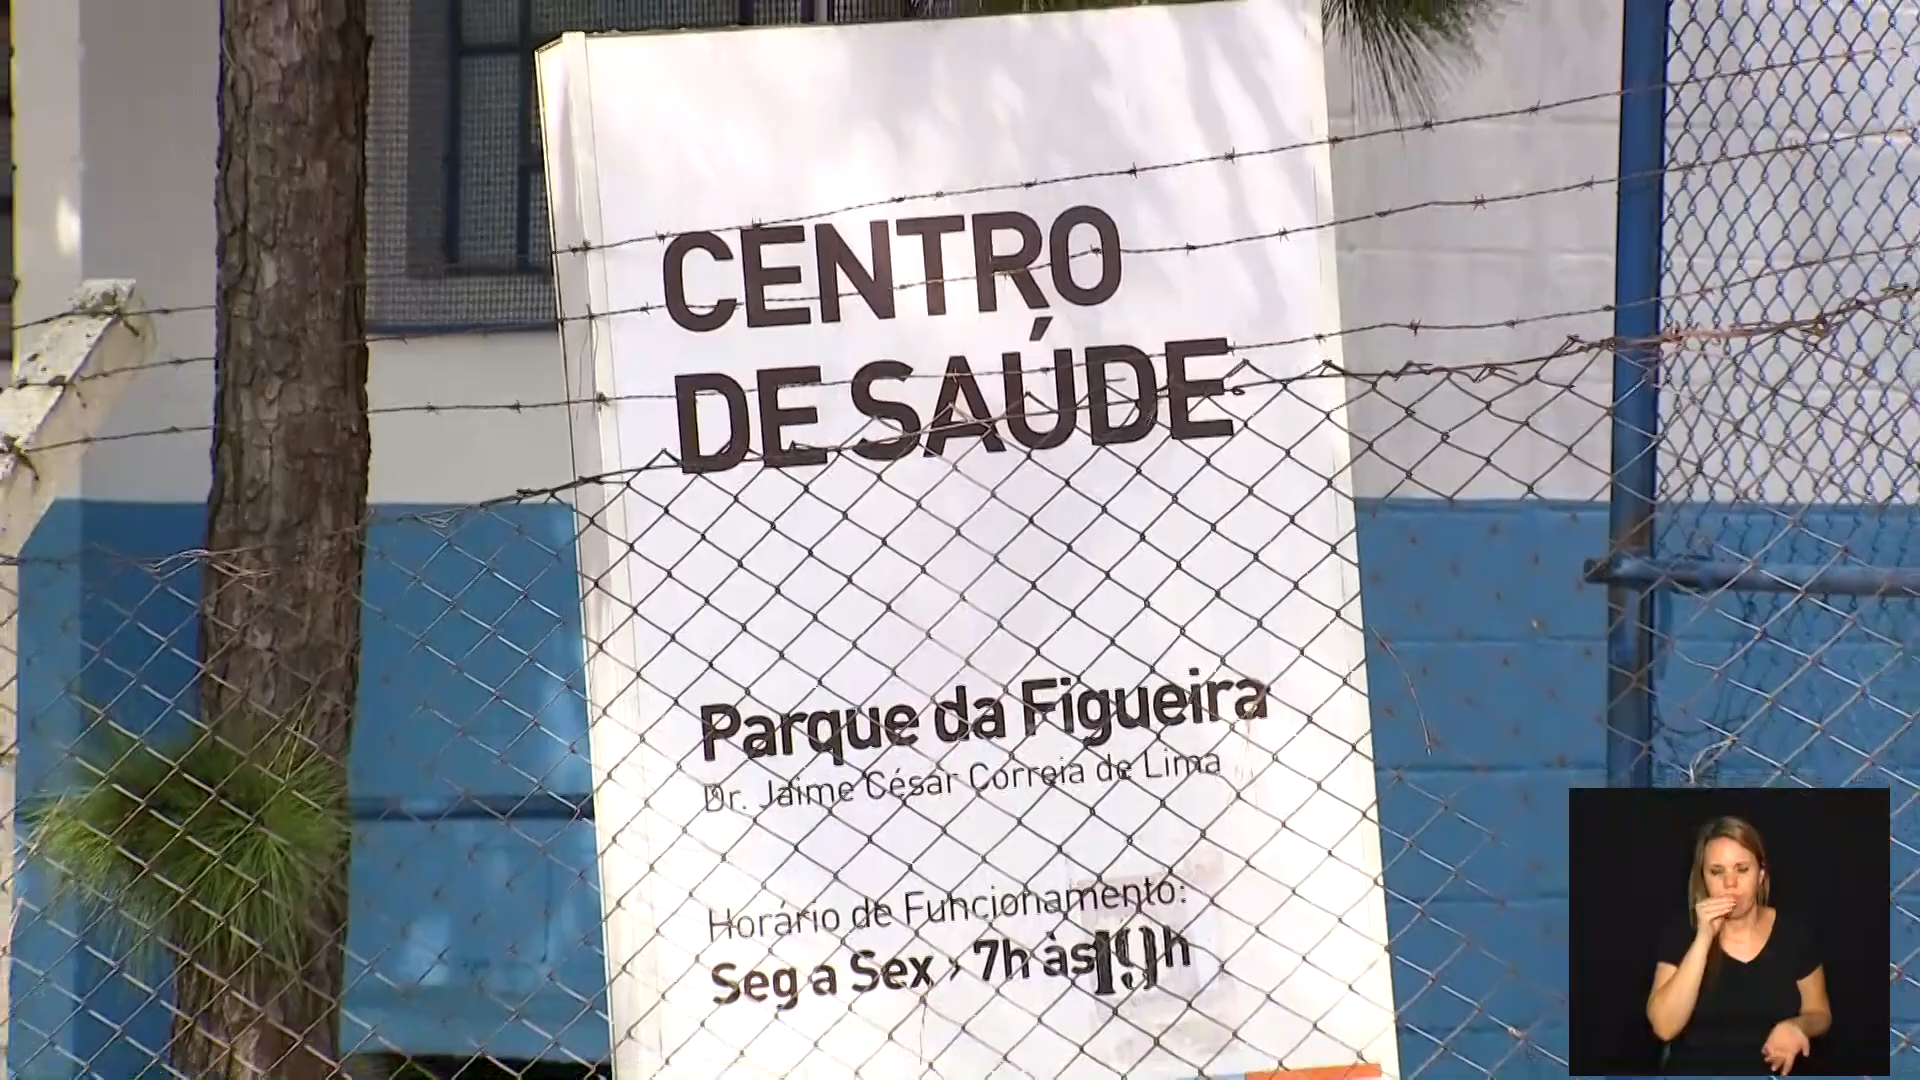 CENTRO
DE SAÚDE
Parque da Figueira
Dr. Jaime César Correia de Lima
Horário de Funcionamento:
Seg a Sex > 7h às 19h